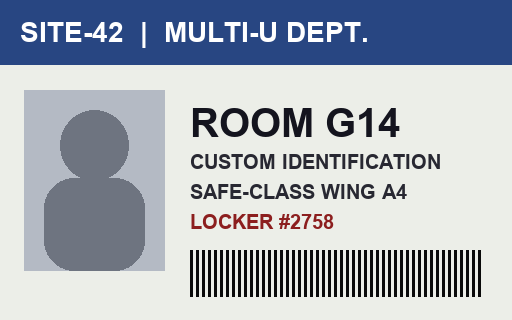 SITE-42 | MULTI-U DEPT.
ROOM G14
CUSTOM IDENTIFICATION
SAFE-CLASS WING A4
LOCKER #2758